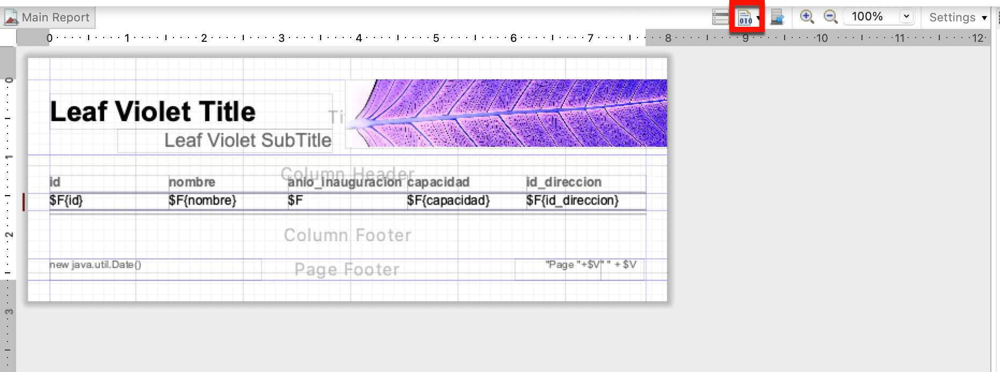 Main Report
010
100%
Settings
0 1 2 3 4 5 6 7 8 9 10 11 12
0
1
2
3
Leaf Violet Title
Ti
Leaf Violet SubTitle
Column Header
id nombre anio_inauguracion capacidad id_direccion
$F{id} $F{nombre} $F $F{capacidad} $F{id_direccion}
Column Footer
new java.util.Date() Page Footer "Page "+$V" " + $V